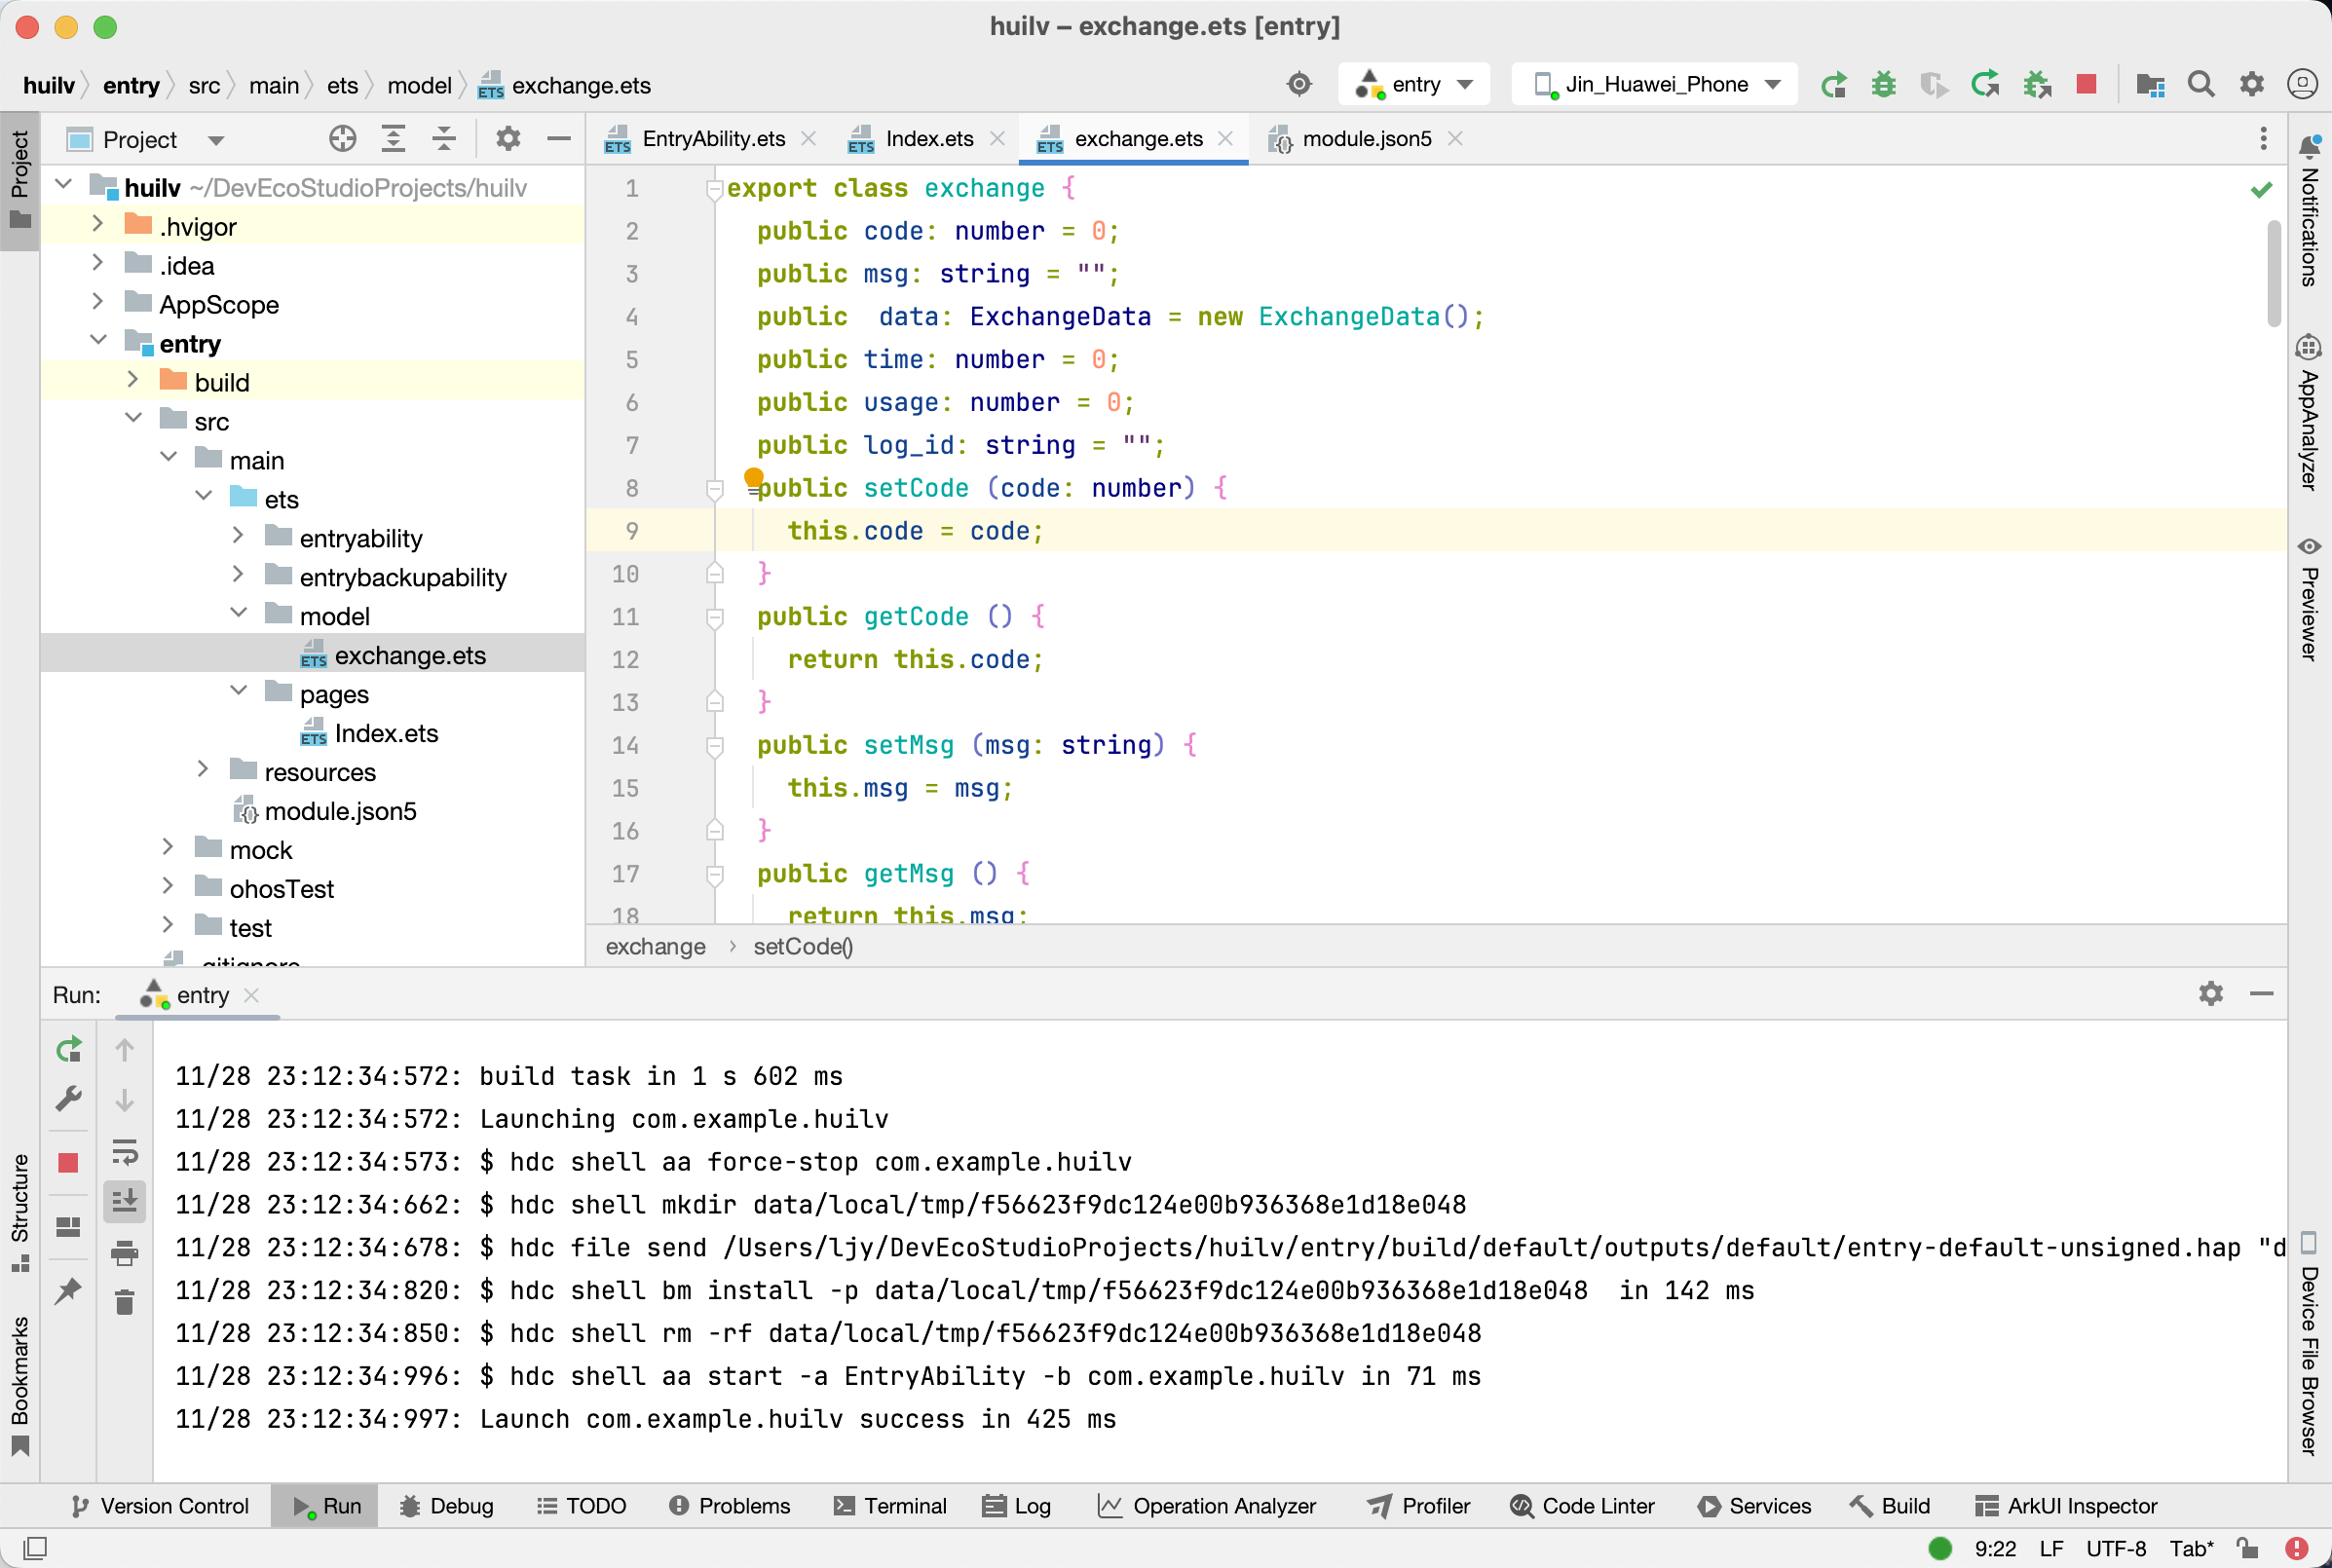 huilv – exchange.ets [entry]
huilv entry src main ets model exchange.ets
entry
Jin_Huawei_Phone
Project
Project
EntryAbility.ets
Index.ets
exchange.ets
module.json5
huilv ~/DevEcoStudioProjects/huilv
.hvigor
.idea
AppScope
entry
build
src
main
ets
entryability
entrybackupability
model
exchange.ets
pages
Index.ets
resources
module.json5
mock
ohosTest
test
.gitignore
1 export class exchange {
2 public code: number = 0;
3 public msg: string = "";
4 public  data: ExchangeData = new ExchangeData();
5 public time: number = 0;
6 public usage: number = 0;
7 public log_id: string = "";
8 public setCode (code: number) {
9 this.code = code;
10 }
11 public getCode () {
12 return this.code;
13 }
14 public setMsg (msg: string) {
15 this.msg = msg;
16 }
17 public getMsg () {
18 return this.msg;
exchange › setCode()
Notifications
AppAnalyzer
Previewer
Device File Browser
Structure
Bookmarks
Run: entry
11/28 23:12:34:572: build task in 1 s 602 ms
11/28 23:12:34:572: Launching com.example.huilv
11/28 23:12:34:573: $ hdc shell aa force-stop com.example.huilv
11/28 23:12:34:662: $ hdc shell mkdir data/local/tmp/f56623f9dc124e00b936368e1d18e048
11/28 23:12:34:678: $ hdc file send /Users/ljy/DevEcoStudioProjects/huilv/entry/build/default/outputs/default/entry-default-unsigned.hap "d
11/28 23:12:34:820: $ hdc shell bm install -p data/local/tmp/f56623f9dc124e00b936368e1d18e048  in 142 ms
11/28 23:12:34:850: $ hdc shell rm -rf data/local/tmp/f56623f9dc124e00b936368e1d18e048
11/28 23:12:34:996: $ hdc shell aa start -a EntryAbility -b com.example.huilv in 71 ms
11/28 23:12:34:997: Launch com.example.huilv success in 425 ms
Version Control Run Debug TODO Problems Terminal Log Operation Analyzer Profiler Code Linter Services Build ArkUI Inspector
9:22 LF UTF-8 Tab*